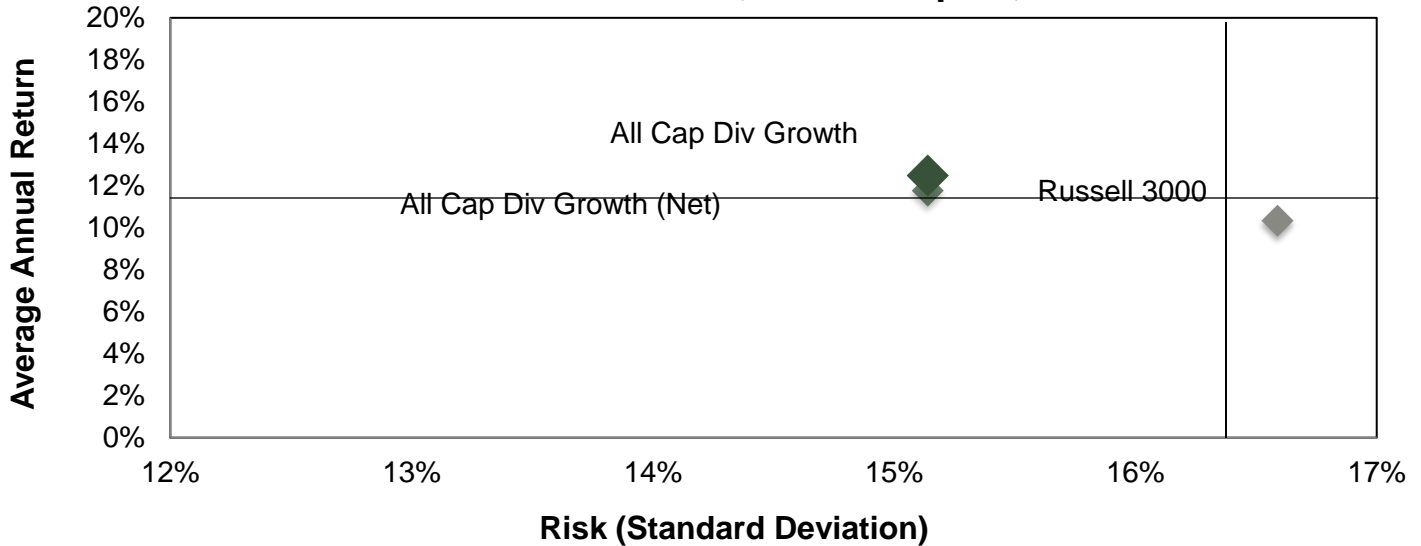 20%
18%
16%
14%
12%
10%
8%
6%
4%
2%
0%
Average Annual Return
All Cap Div Growth
Russell 3000
All Cap Div Growth (Net)
12% 13% 14% 15% 16% 17%
Risk (Standard Deviation)